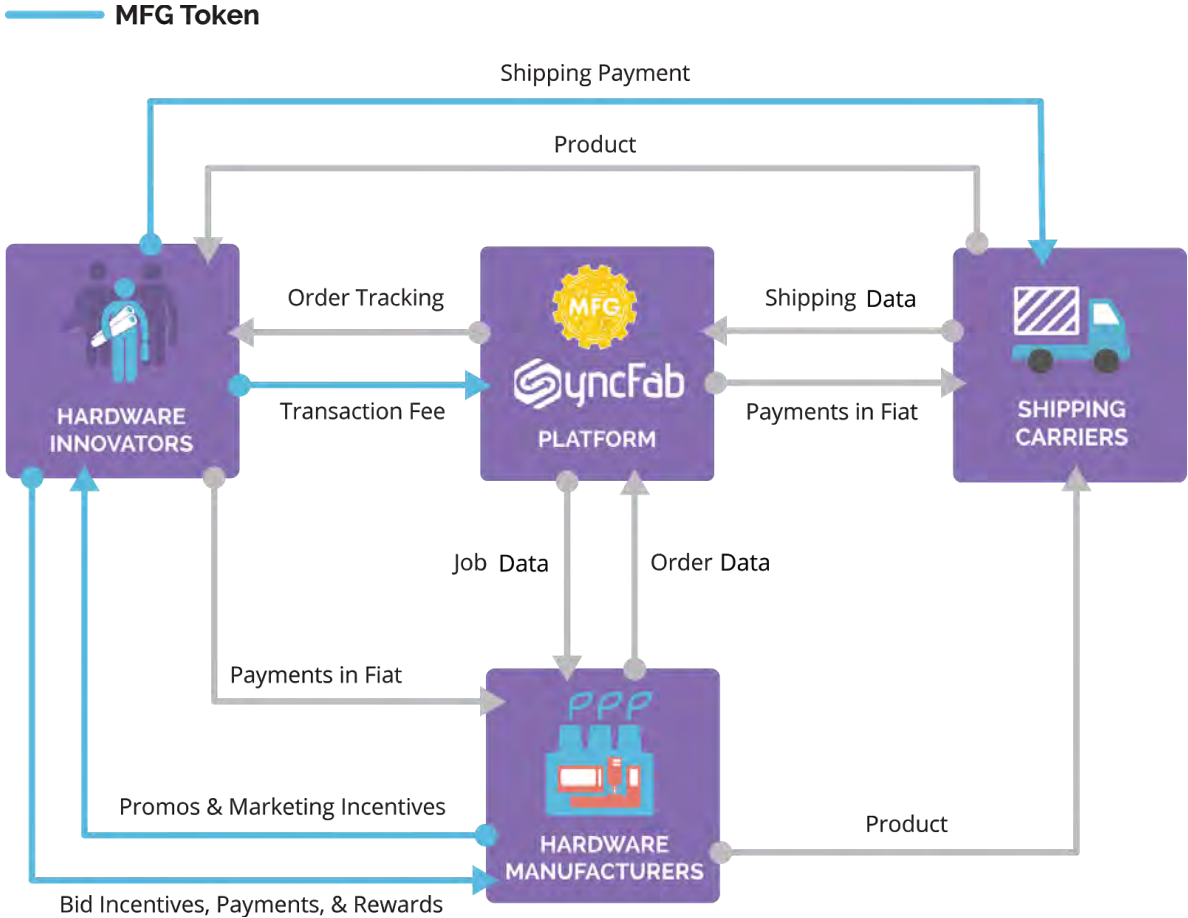 MFG Token
Shipping Payment
Product
Order Tracking
Transaction Fee
HARDWARE
INNOVATORS
MFG
SyncFab
PLATFORM
Shipping Data
Payments in Fiat
SHIPPING
CARRIERS
Job Data
Order Data
Payments in Fiat
Promos & Marketing Incentives
HARDWARE
MANUFACTURERS
Product
Bid Incentives, Payments, & Rewards